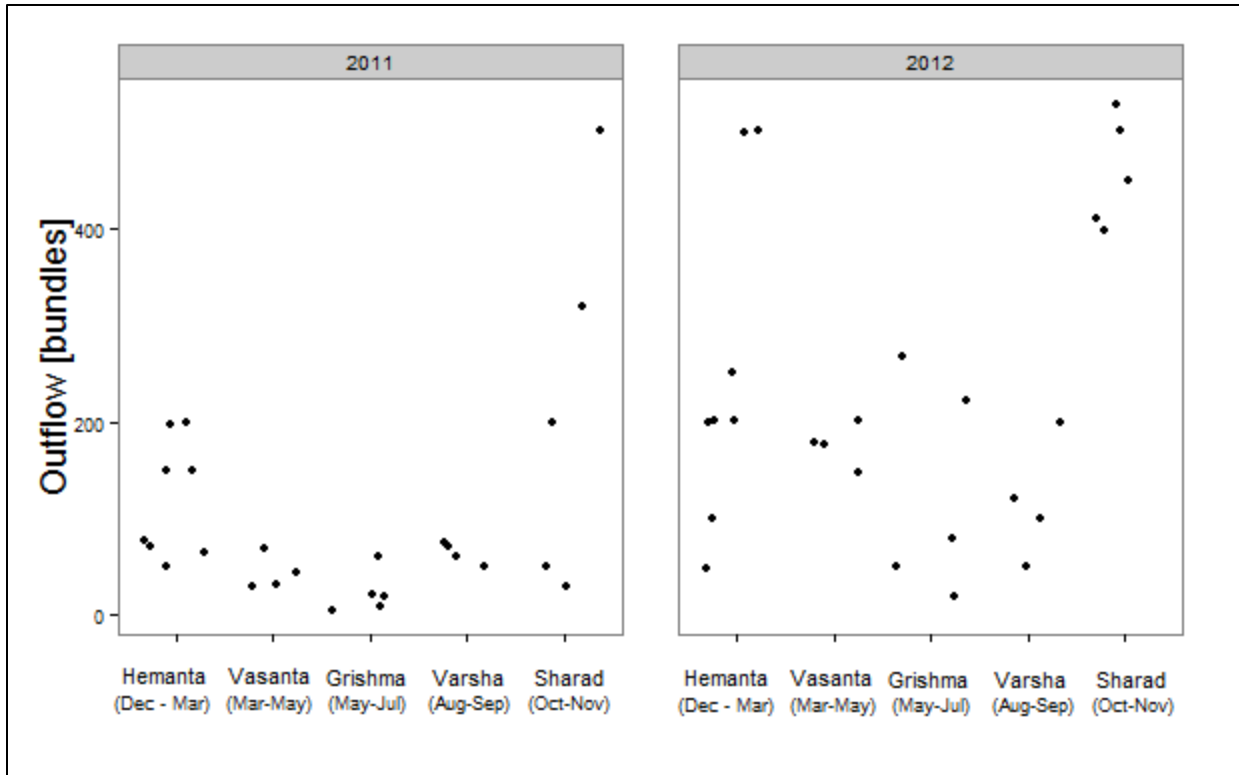 2011 2012
Outflow [bundles]
400
200
0
Hemanta Vasanta Grishma Varsha Sharad Hemanta Vasanta Grishma Varsha Sharad
(Dec - Mar) (Mar-May) (May-Jul) (Aug-Sep) (Oct-Nov) (Dec - Mar) (Mar-May) (May-Jul) (Aug-Sep) (Oct-Nov)